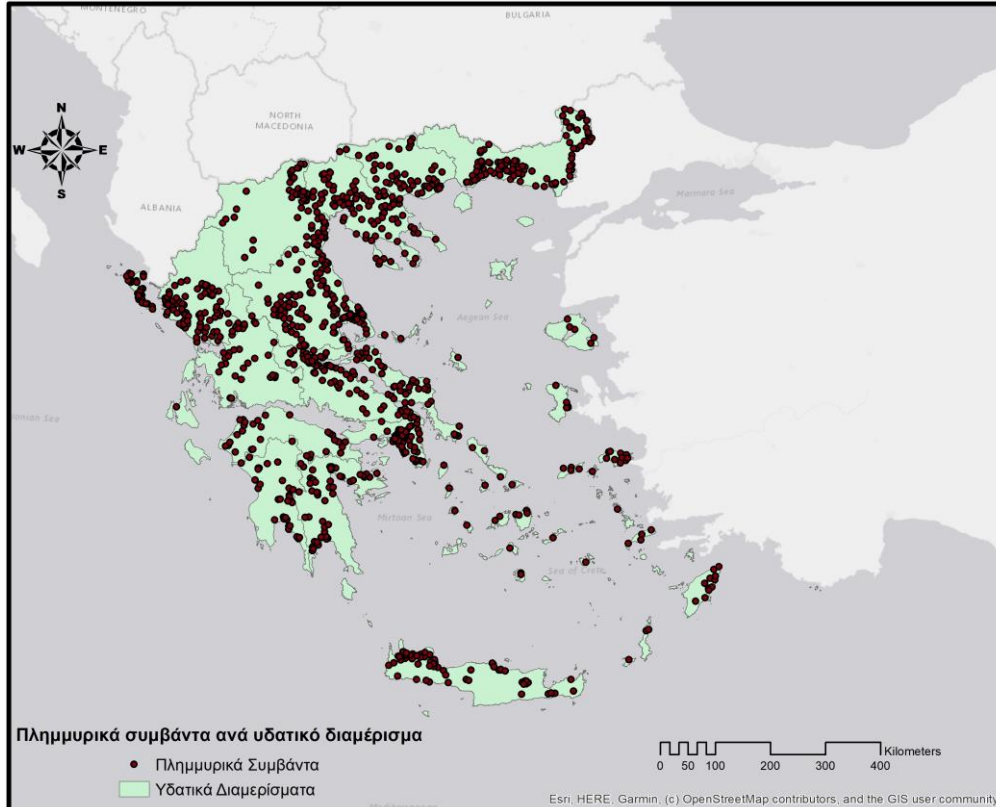 MONTENEGRO
BULGARIA
N
W E
S
NORTH
MACEDONIA
ALBANIA
Marmara Sea
Aegean Sea
Ionian Sea
Mirtoan Sea
Sea of Crete
Πλημμυρικά συμβάντα ανά υδατικό διαμέρισμα
Πλημμυρικά Συμβάντα
Υδατικά Διαμερίσματα
Kilometers
0 50 100 200 300 400
Esri, HERE, Garmin, (c) OpenStreetMap contributors, and the GIS user community